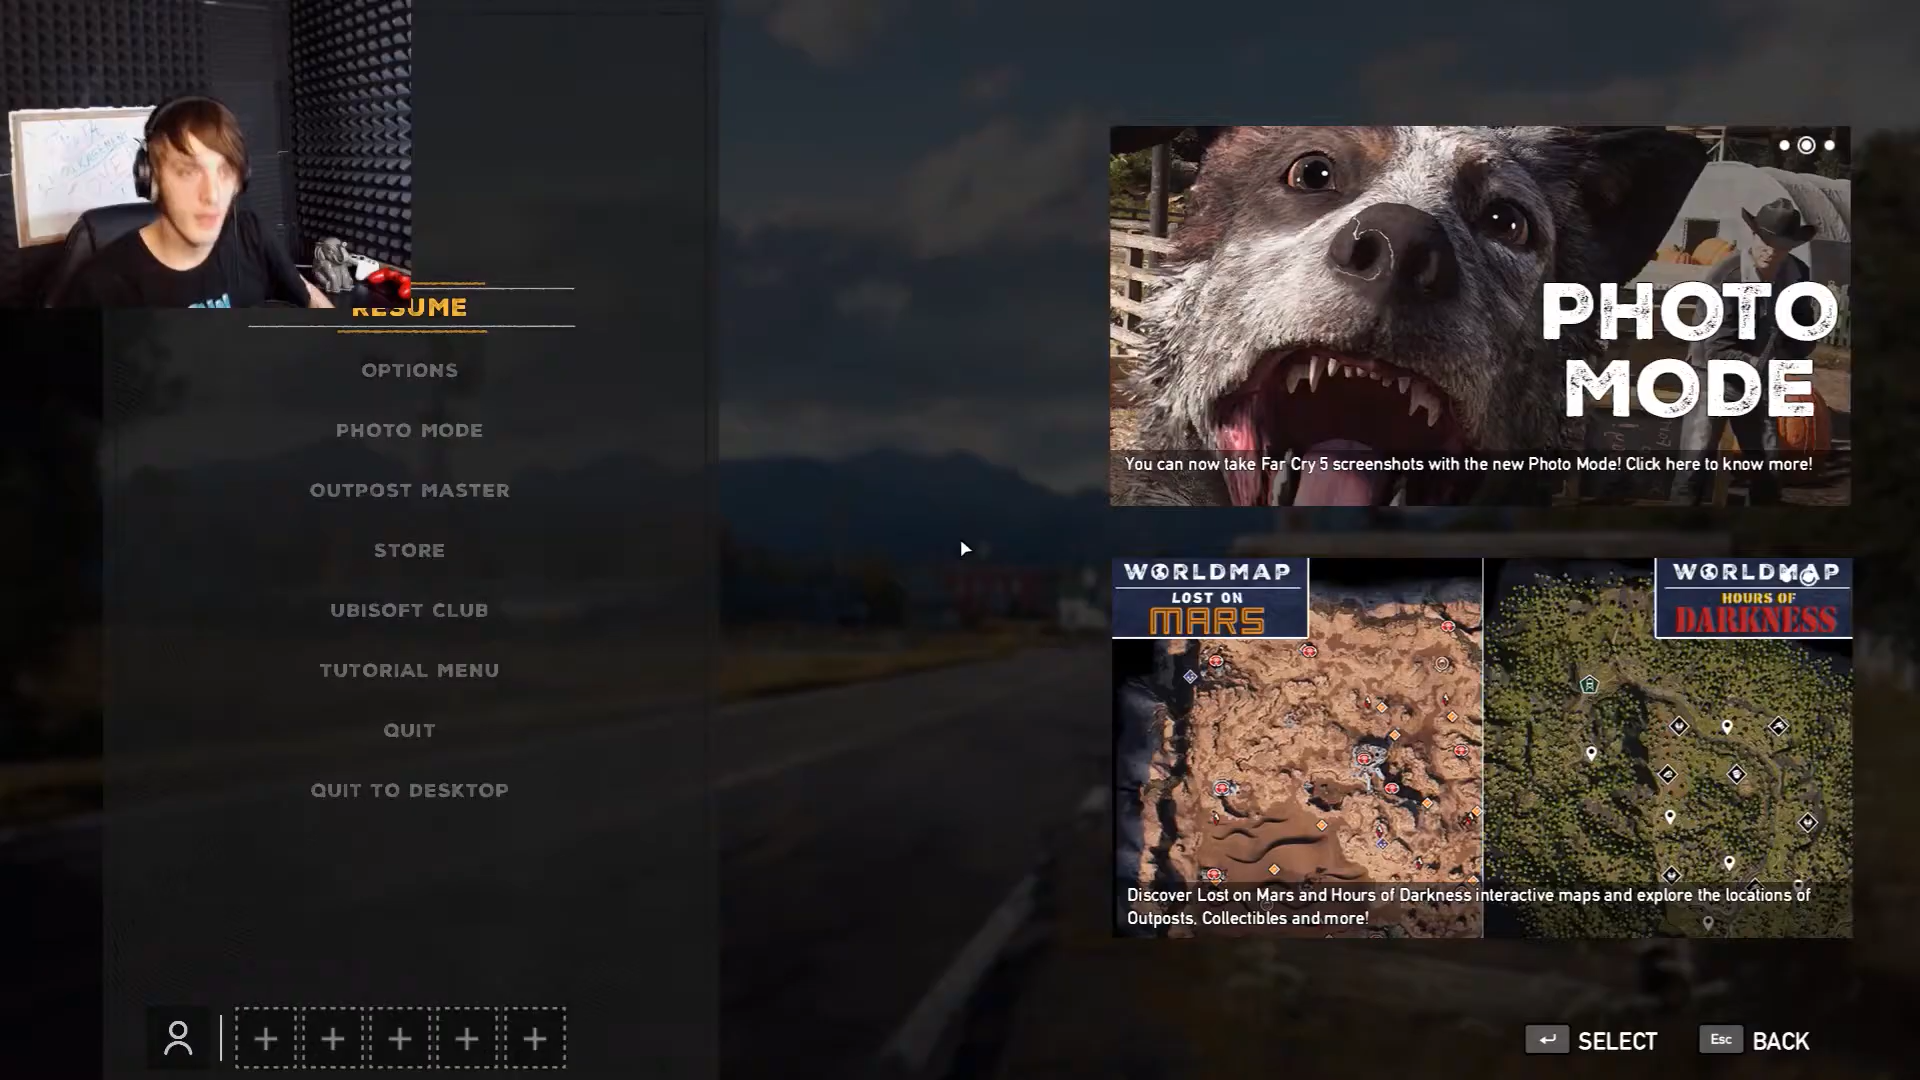 RESUME
OPTIONS
PHOTO MODE
OUTPOST MASTER
STORE
UBISOFT CLUB
TUTORIAL MENU
QUIT
QUIT TO DESKTOP
PHOTO
MODE
You can now take Far Cry 5 screenshots with the new Photo Mode! Click here to know more!
WORLDMAP
LOST ON
MARS
WORLDMAP
HOURS OF
DARKNESS
Discover Lost on Mars and Hours of Darkness interactive maps and explore the locations of
Outposts, Collectibles and more!
SELECT
Esc BACK